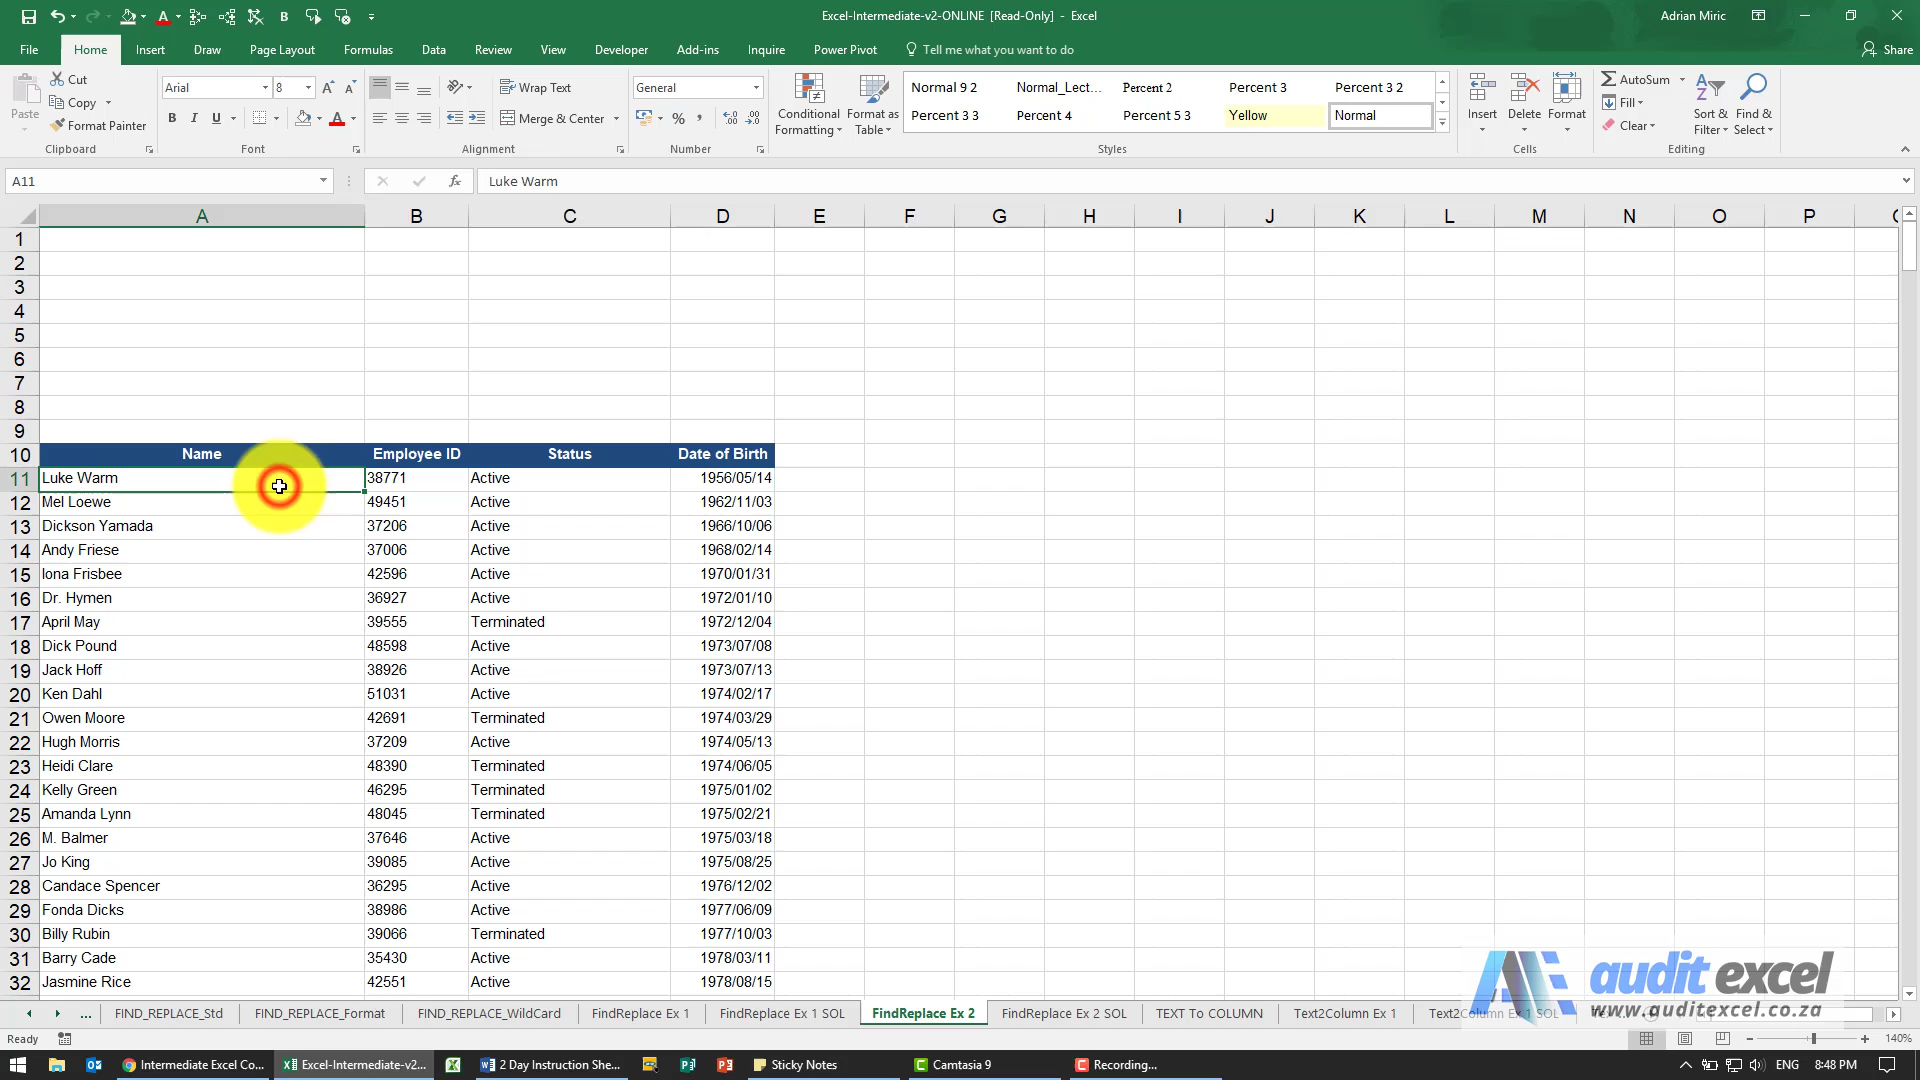 Excel-Intermediate-v2-ONLINE [Read-Only] - Excel
Adrian Miric
File Home Insert Draw Page Layout Formulas Data Review View Developer Add-ins Inquire Power Pivot Tell me what you want to do Share
Paste
Cut
Copy
Format Painter
Clipboard
Arial 8
B I U
Font
Wrap Text
Merge & Center
Alignment
General
%
Number
Conditional Formatting
Format as Table
Normal 9 2 Normal_Lect... Percent 2 Percent 3 Percent 3 2
Percent 3 3 Percent 4 Percent 5 3 Yellow Normal
Styles
Insert Delete Format
Cells
AutoSum
Fill
Clear
Sort & Filter
Find & Select
Editing
A11 fx Luke Warm
A B C D E F G H I J K L M N O P
1
2
3
4
5
6
7
8
9
10 Name Employee ID Status Date of Birth
11 Luke Warm 38771 Active 1956/05/14
12 Mel Loewe 49451 Active 1962/11/03
13 Dickson Yamada 37206 Active 1966/10/06
14 Andy Friese 37006 Active 1968/02/14
15 Iona Frisbee 42596 Active 1970/01/31
16 Dr. Hymen 36927 Active 1972/01/10
17 April May 39555 Terminated 1972/12/04
18 Dick Pound 48598 Active 1973/07/08
19 Jack Hoff 38926 Active 1973/07/13
20 Ken Dahl 51031 Active 1974/02/17
21 Owen Moore 42691 Terminated 1974/03/29
22 Hugh Morris 37209 Active 1974/05/13
23 Heidi Clare 48390 Terminated 1974/06/05
24 Kelly Green 46295 Terminated 1975/01/02
25 Amanda Lynn 48045 Terminated 1975/02/21
26 M. Balmer 37646 Active 1975/03/18
27 Jo King 39085 Active 1975/08/25
28 Candace Spencer 36295 Active 1976/12/02
29 Fonda Dicks 38986 Active 1977/06/09
30 Billy Rubin 39066 Terminated 1977/10/03
31 Barry Cade 35430 Active 1978/03/11
32 Jasmine Rice 42551 Active 1978/08/15
audit excel
www.auditexcel.co.za
... FIND_REPLACE_Std FIND_REPLACE_Format FIND_REPLACE_WildCard FindReplace Ex 1 FindReplace Ex 1 SOL FindReplace Ex 2 FindReplace Ex 2 SOL TEXT To COLUMN Text2Column Ex 1 Text2Column Ex 1 SOL
Ready 140%
Intermediate Excel Co... Excel-Intermediate-v2... 2 Day Instruction She... Sticky Notes Camtasia 9 Recording... ENG 8:48 PM